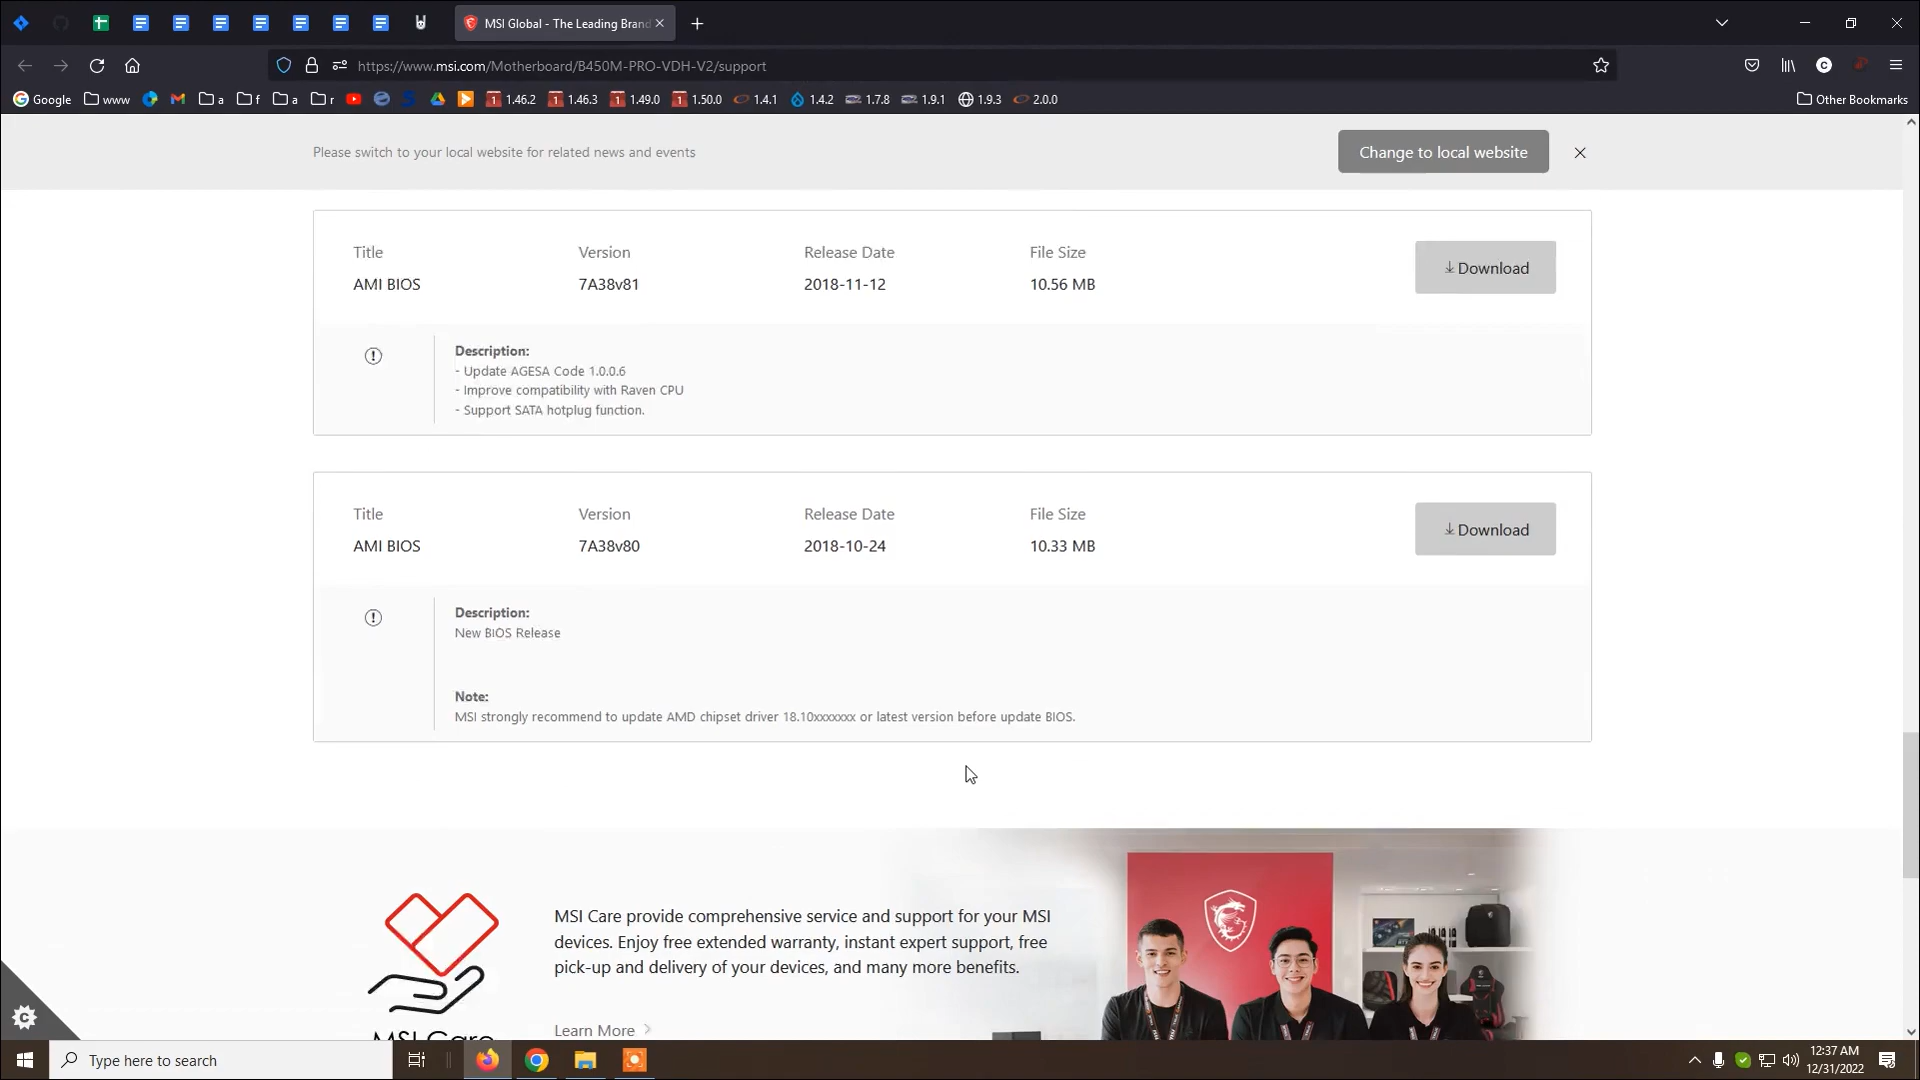 MSI Global - The Leading Brand
https://www.msi.com/Motherboard/B450M-PRO-VDH-V2/support
Google www a f a r 1.46.2 1.46.3 1.49.0 1.50.0 1.4.1 1.4.2 1.7.8 1.9.1 1.9.3 2.0.0 Other Bookmarks
Please switch to your local website for related news and events Change to local website
Title Version Release Date File Size
AMI BIOS 7A38v81 2018-11-12 10.56 MB
Download
Description:
- Update AGESA Code 1.0.0.6
- Improve compatibility with Raven CPU
- Support SATA hotplug function.
Title Version Release Date File Size
AMI BIOS 7A38v80 2018-10-24 10.33 MB
Download
Description:
New BIOS Release
Note:
MSI strongly recommend to update AMD chipset driver 18.10xxxxxxx or latest version before update BIOS.
MSI Care provide comprehensive service and support for your MSI
devices. Enjoy free extended warranty, instant expert support, free
pick-up and delivery of your devices, and many more benefits.
Learn More
MSI Care
Type here to search
12:37 AM
12/31/2022